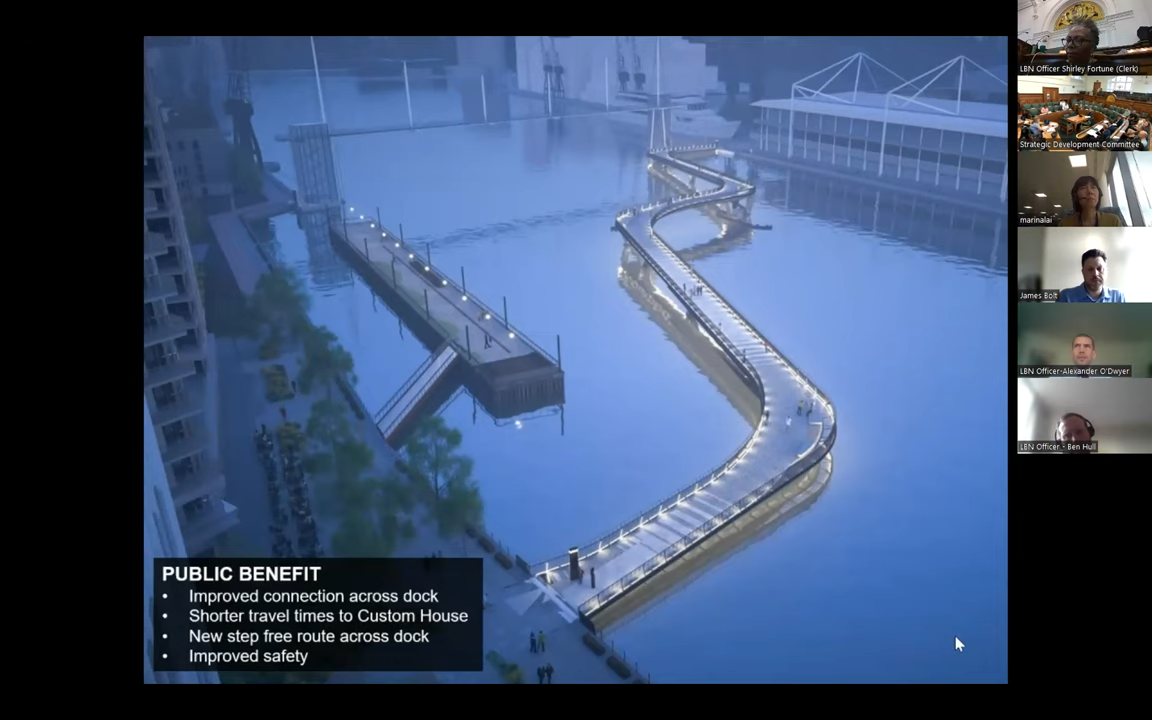 PUBLIC BENEFIT
• Improved connection across dock
• Shorter travel times to Custom House
• New step free route across dock
• Improved safety
LBN Officer Shirley Fortune (Clerk)
Strategic Development Committee
marinalai
James Bolt
LBN Officer-Alexander O'Dwyer
LBN Officer - Ben Hull